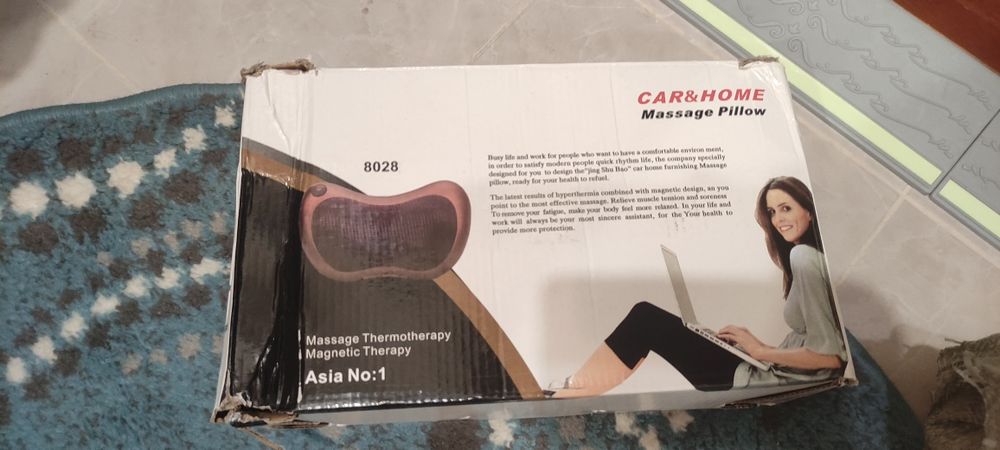 CAR&HOME
Massage Pillow
8028
Busy life and work for people who want to have a comfortable environ ment,
in order to satisfy modern people quick rhythm life, the company specially
designed for you to design the"jing Shu Bao" car home furnishing Massage
pillow, ready for your health to refuel.
The latest results of hyperthermia combined with magnetic design, an you
point to the most effective massage. Relieve muscle tension and soreness
To remove your fatigue, make your body feel more relaxed. In your life and
work will always be your most sincere assistant, for the Your health to
provide more protection.
Massage Thermotherapy
Magnetic Therapy
Asia No:1